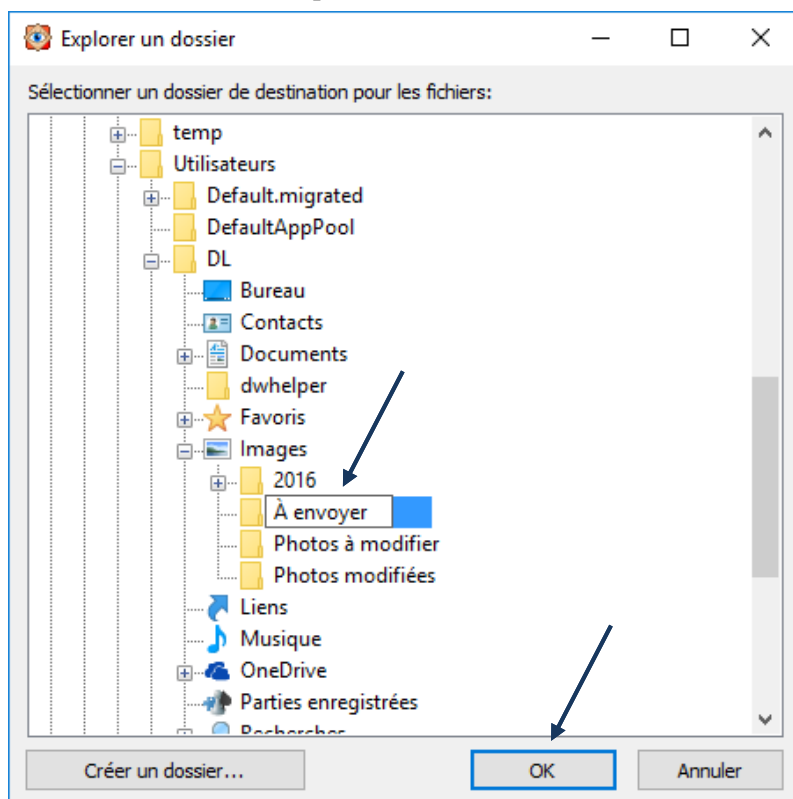 Explorer un dossier
Sélectionner un dossier de destination pour les fichiers:
temp
Utilisateurs
Default.migrated
DefaultAppPool
DL
Bureau
Contacts
Documents
dwhelper
Favoris
Images
2016
À envoyer
Photos à modifier
Photos modifiées
Liens
Musique
OneDrive
Parties enregistrées
Recherches
Créer un dossier... OK Annuler